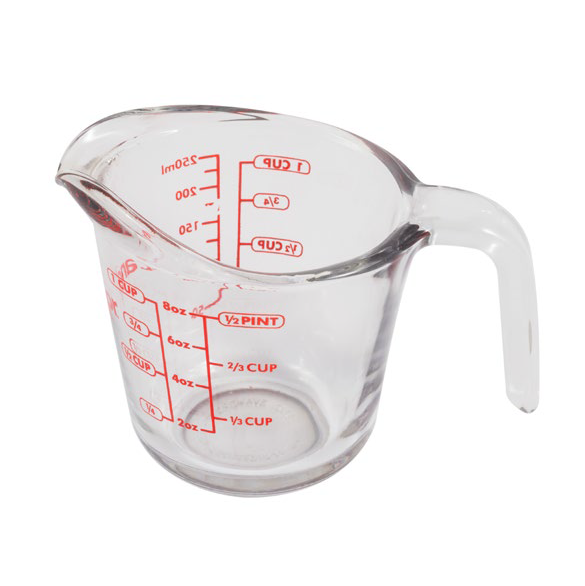 250ml
200
150
1 CUP
3/4
1/2 CUP
50
1 CUP
3/4
1/2 CUP
1/4
8oz
6oz
4oz
2oz
1/2 PINT
2/3 CUP
1/3 CUP